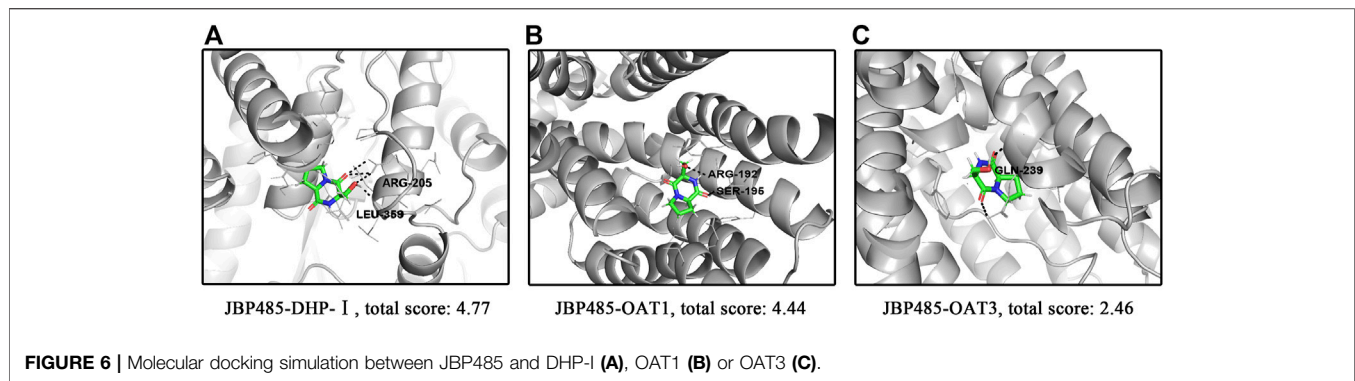 A
B
C
ARG-205
LEU-359
ARG-192
SER-195
GLN-239
JBP485-DHP-Ⅰ, total score: 4.77
JBP485-OAT1, total score: 4.44
JBP485-OAT3, total score: 2.46
FIGURE 6 | Molecular docking simulation between JBP485 and DHP-I (A), OAT1 (B) or OAT3 (C).